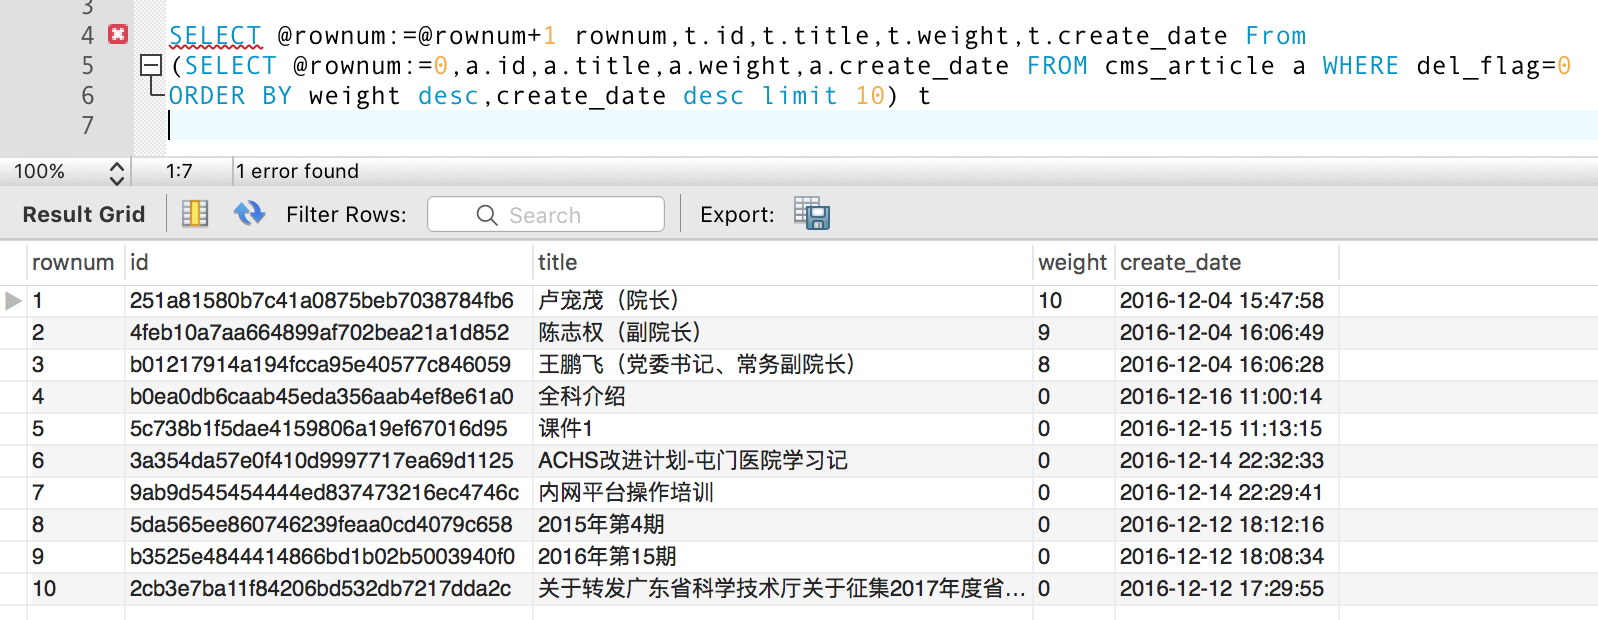 3
4 SELECT @rownum:=@rownum+1 rownum,t.id,t.title,t.weight,t.create_date From
5 (SELECT @rownum:=0,a.id,a.title,a.weight,a.create_date FROM cms_article a WHERE del_flag=0
6 ORDER BY weight desc,create_date desc limit 10) t
7
100% 1:7 1 error found
Result Grid Filter Rows: Search Export:
rownum id title weight create_date
1 251a81580b7c41a0875beb7038784fb6 卢宠茂（院长） 10 2016-12-04 15:47:58
2 4feb10a7aa664899af702bea21a1d852 陈志权（副院长） 9 2016-12-04 16:06:49
3 b01217914a194fcca95e40577c846059 王鹏飞（党委书记、常务副院长） 8 2016-12-04 16:06:28
4 b0ea0db6caab45eda356aab4ef8e61a0 全科介绍 0 2016-12-16 11:00:14
5 5c738b1f5dae4159806a19ef67016d95 课件1 0 2016-12-15 11:13:15
6 3a354da57e0f410d9997717ea69d1125 ACHS改进计划-屯门医院学习记 0 2016-12-14 22:32:33
7 9ab9d545454444ed837473216ec4746c 内网平台操作培训 0 2016-12-14 22:29:41
8 5da565ee860746239feaa0cd4079c658 2015年第4期 0 2016-12-12 18:12:16
9 b3525e4844414866bd1b02b5003940f0 2016年第15期 0 2016-12-12 18:08:34
10 2cb3e7ba11f84206bd532db7217dda2c 关于转发广东省科学技术厅关于征集2017年度省... 0 2016-12-12 17:29:55